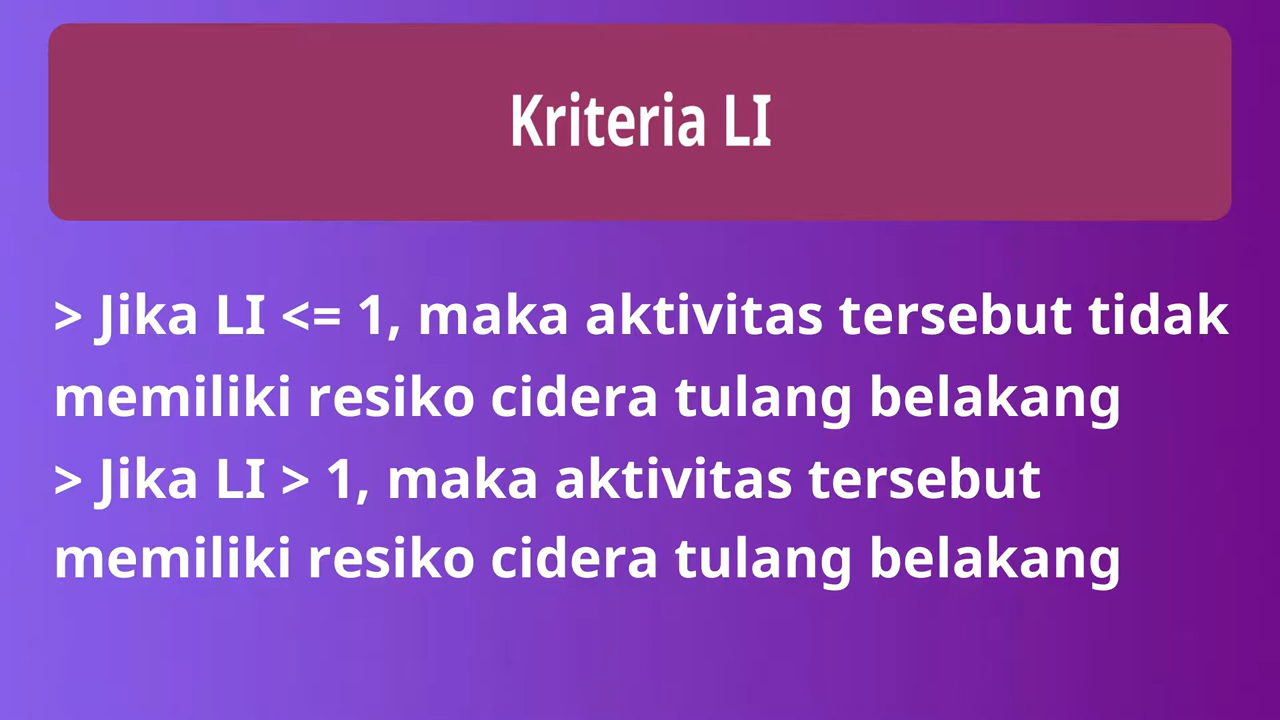 Kriteria LI
> Jika LI <= 1, maka aktivitas tersebut tidak
memiliki resiko cidera tulang belakang
> Jika LI > 1, maka aktivitas tersebut
memiliki resiko cidera tulang belakang